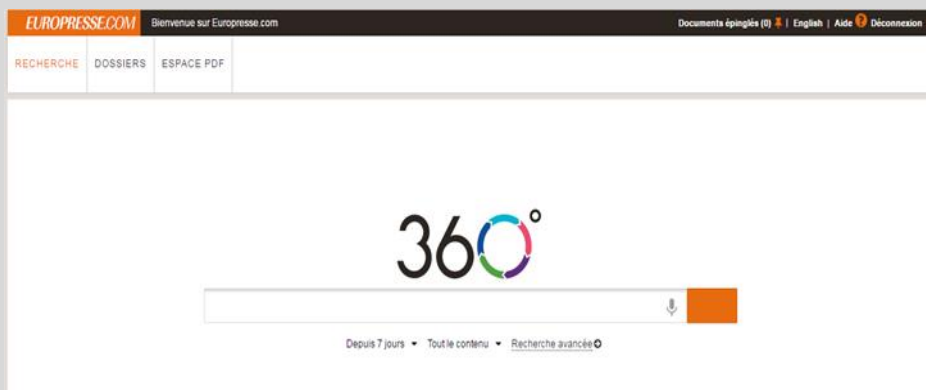 EUROPRESSE.COM Bienvenue sur Europresse.com Documents épinglés (0) | English | Aide ? Déconnexion
RECHERCHE DOSSIERS ESPACE PDF
360°
Depuis 7 jours Tout le contenu Recherche avancée